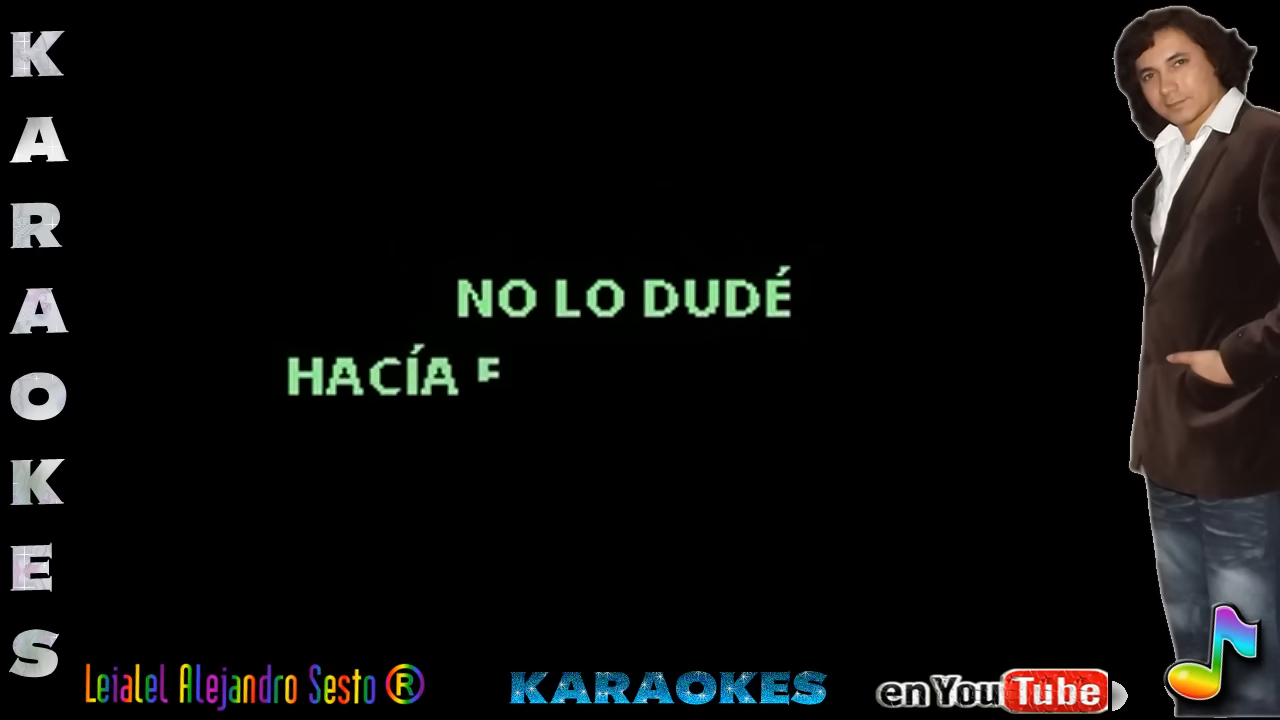 KARAOKES
NO LO DUDÉ
HACÍA
Leialel Alejandro Sesto ®
KARAOKES
en YouTube